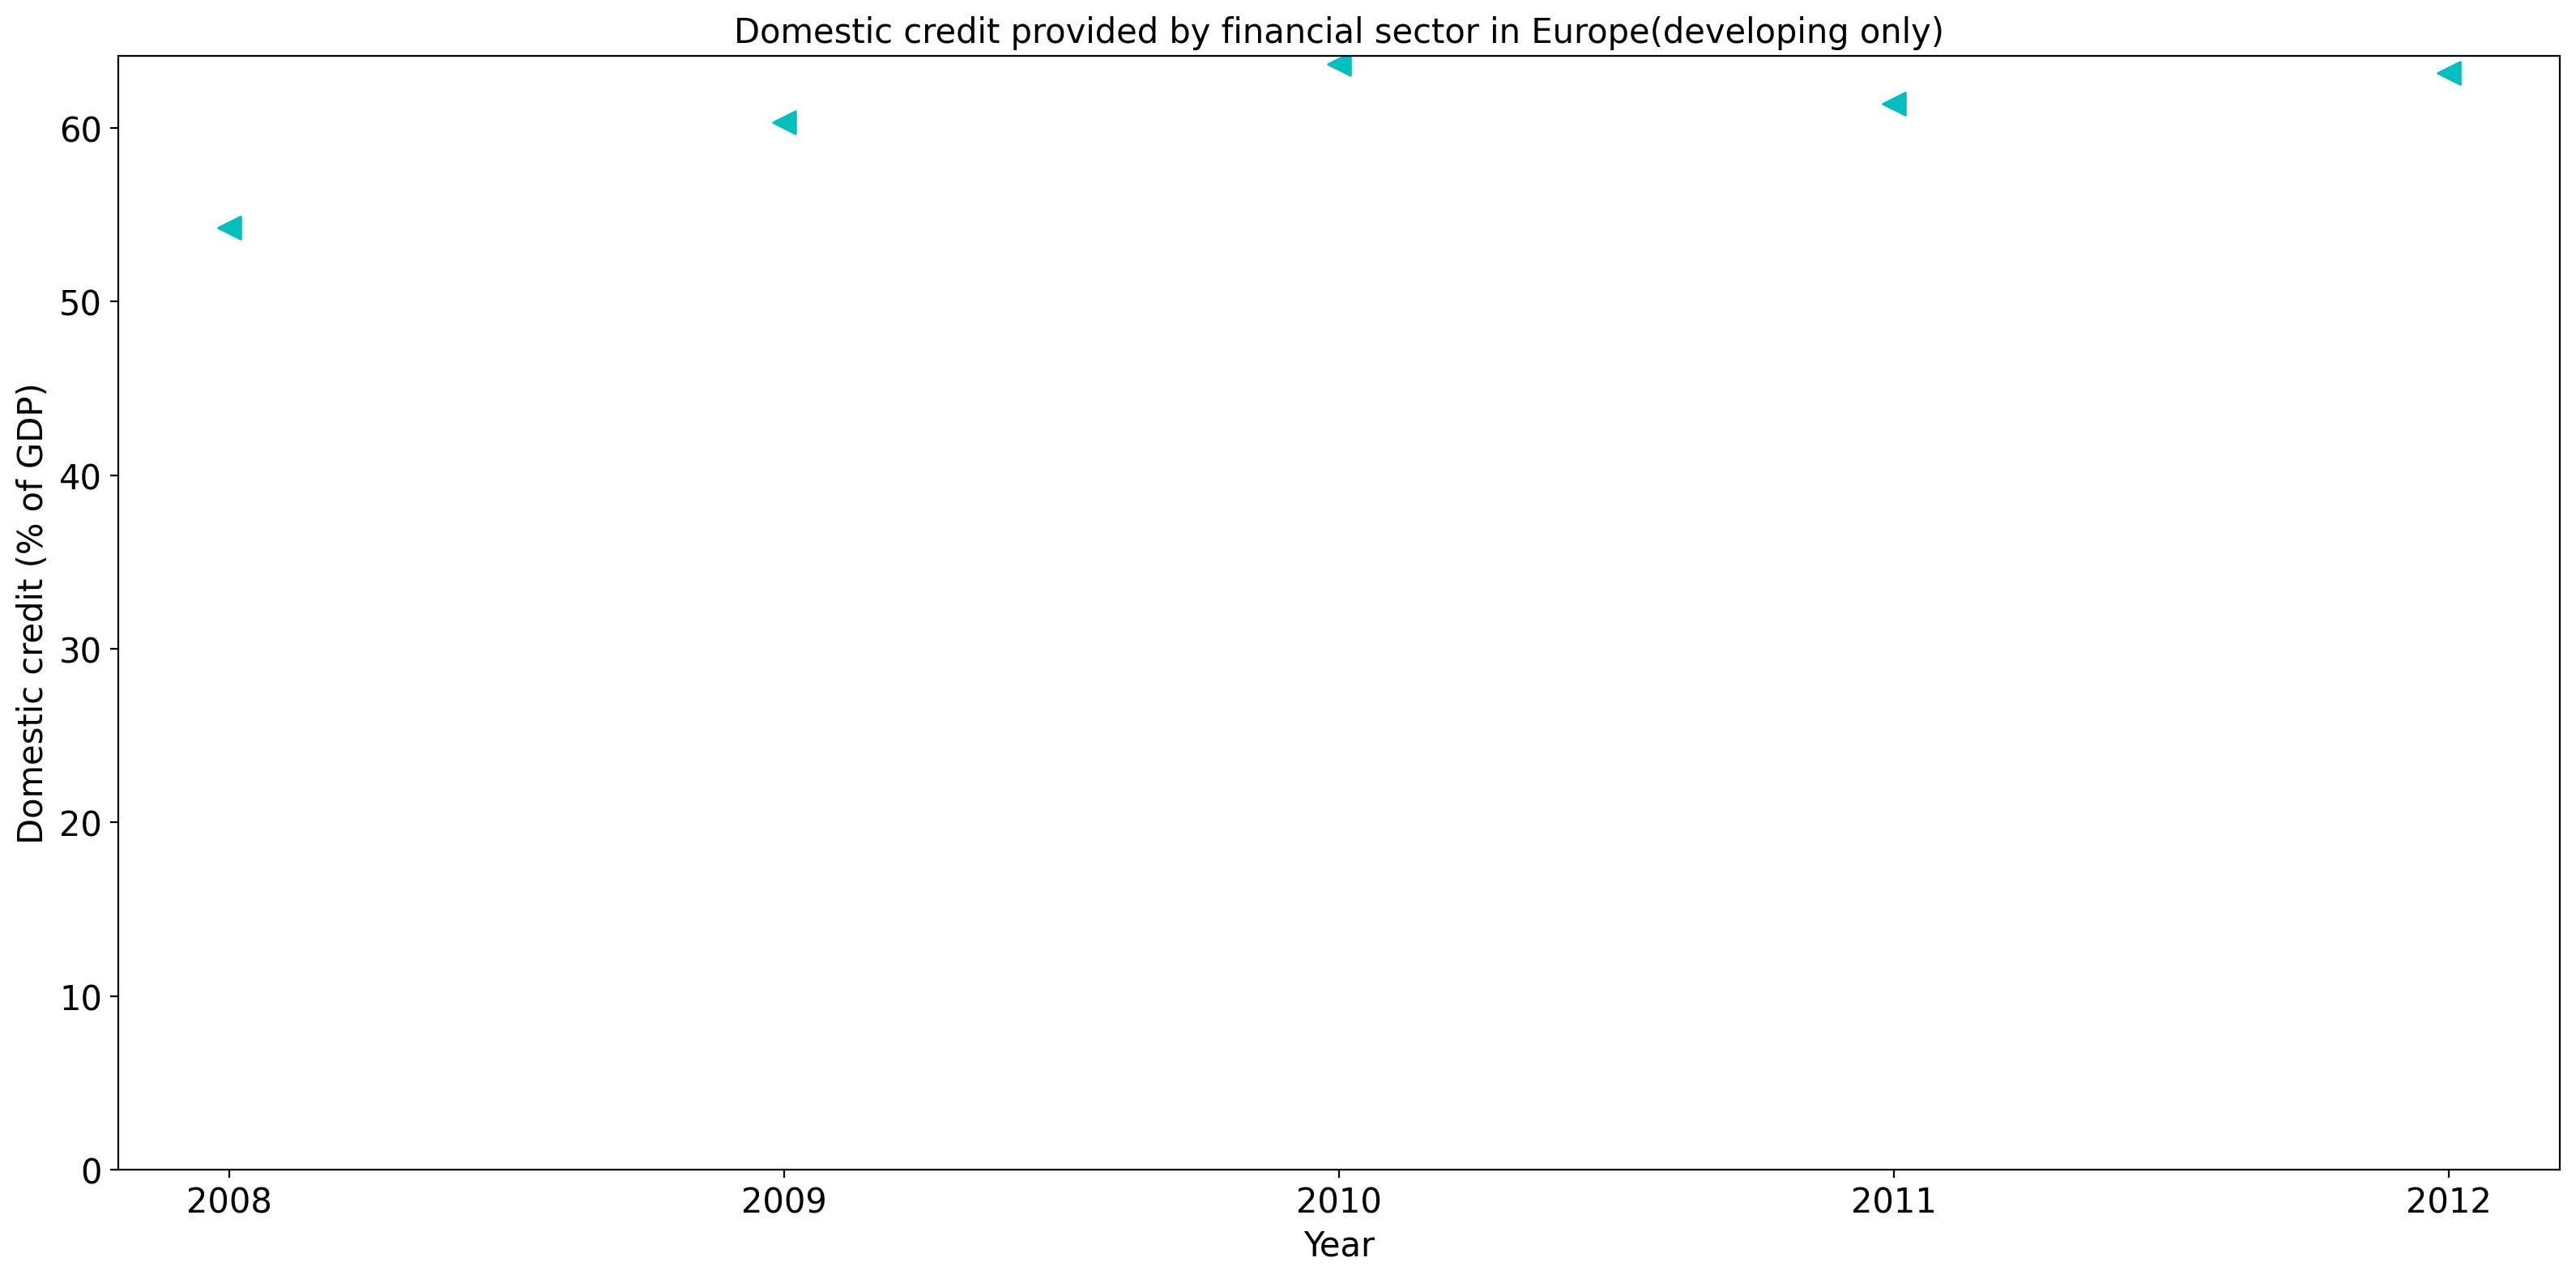 Domestic credit provided by financial sector in Europe(developing only)
Domestic credit (% of GDP)
60
50
40
30
20
10
0
2008 2009 2010 2011 2012
Year